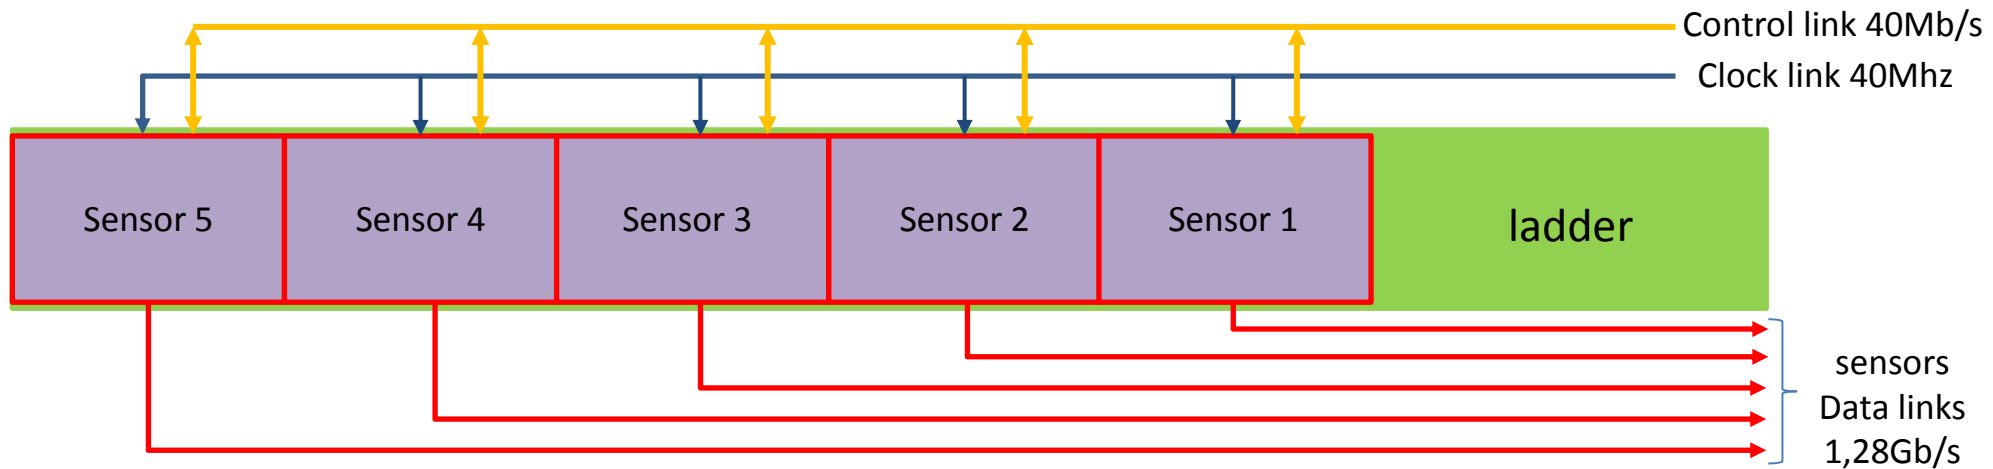 Control link 40Mb/s
Clock link 40Mhz
Sensor 5
Sensor 4
Sensor 3
Sensor 2
Sensor 1
ladder
sensors
Data links
1,28Gb/s